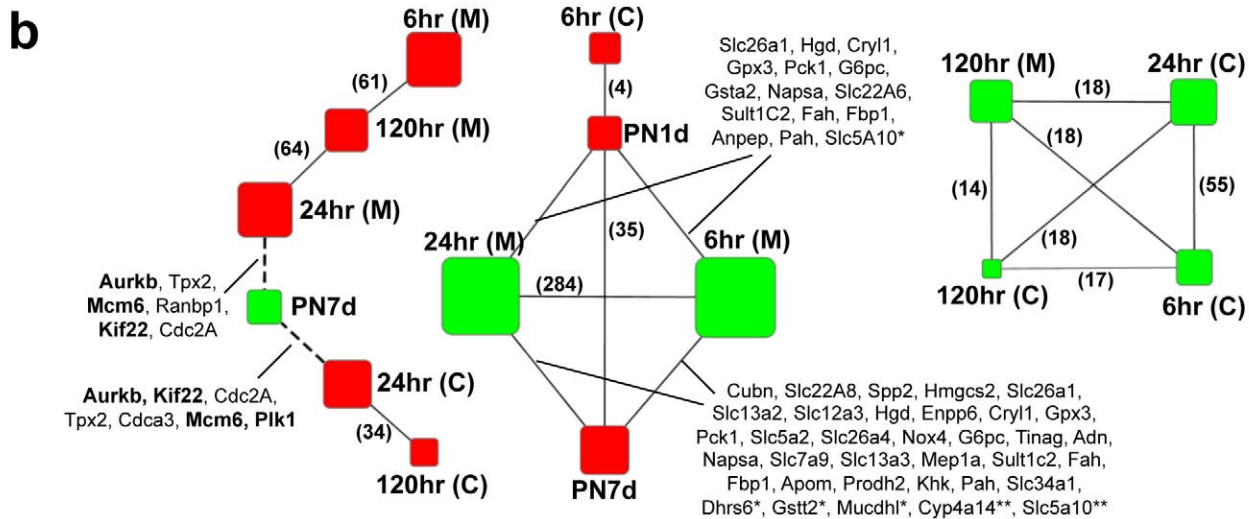 b
6hr (M)
(61)
120hr (M)
(64)
24hr (M)
Aurkb, Tpx2,
Mcm6, Ranbp1,
Kif22, Cdc2A
PN7d
Aurkb, Kif22, Cdc2A,
Tpx2, Cdca3, Mcm6, Plk1
24hr (C)
(34)
120hr (C)
6hr (C)
(4)
PN1d
Slc26a1, Hgd, Cryl1,
Gpx3, Pck1, G6pc,
Gsta2, Napsa, Slc22A6,
Sult1C2, Fah, Fbp1,
Anpep, Pah, Slc5A10*
(35)
24hr (M)
6hr (M)
(284)
Cubn, Slc22A8, Spp2, Hmgcs2, Slc26a1,
Slc13a2, Slc12a3, Hgd, Enpp6, Cryl1, Gpx3,
Pck1, Slc5a2, Slc26a4, Nox4, G6pc, Tinag, Adn,
Napsa, Slc7a9, Slc13a3, Mep1a, Sult1c2, Fah,
Fbp1, Apom, Prodh2, Khk, Pah, Slc34a1,
Dhrs6*, Gstt2*, Mucdhl*, Cyp4a14**, Slc5a10**
PN7d
120hr (M)
24hr (C)
(18)
(18)
(14)
(55)
(18)
(17)
120hr (C)
6hr (C)